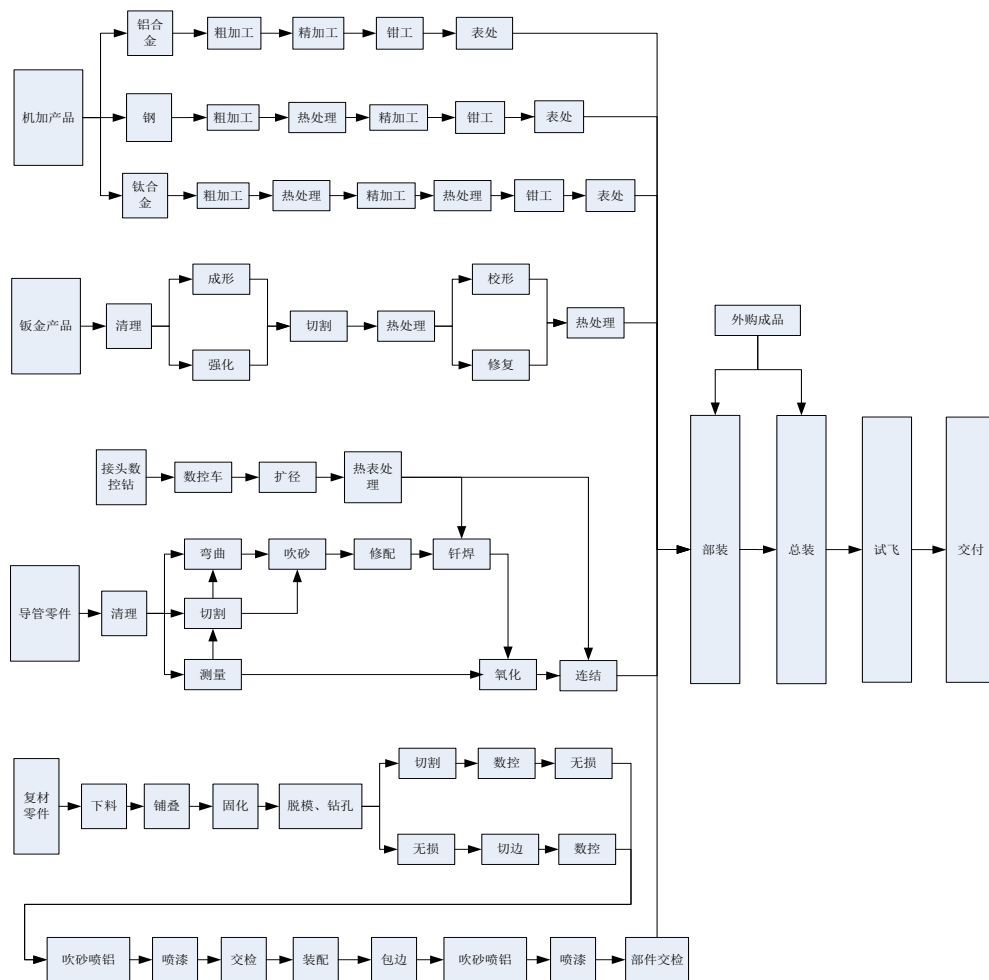 铝合
金
粗加工
精加工
钳工
表处
机加产品
钢
粗加工
热处理
精加工
钳工
表处
钛合
金
粗加工
热处理
精加工
热处理
钳工
表处
钣金产品
清理
成形
强化
切割
热处理
校形
修复
热处理
外购成品
接头数
控钻
数控车
扩径
热表处
理
导管零件
清理
弯曲
吹砂
修配
钎焊
切割
测量
氧化
连结
部装
总装
试飞
交付
复材
零件
下料
铺叠
固化
脱模、钻孔
切割
数控
无损
无损
切边
数控
吹砂喷铝
喷漆
交检
装配
包边
吹砂喷铝
喷漆
部件交检